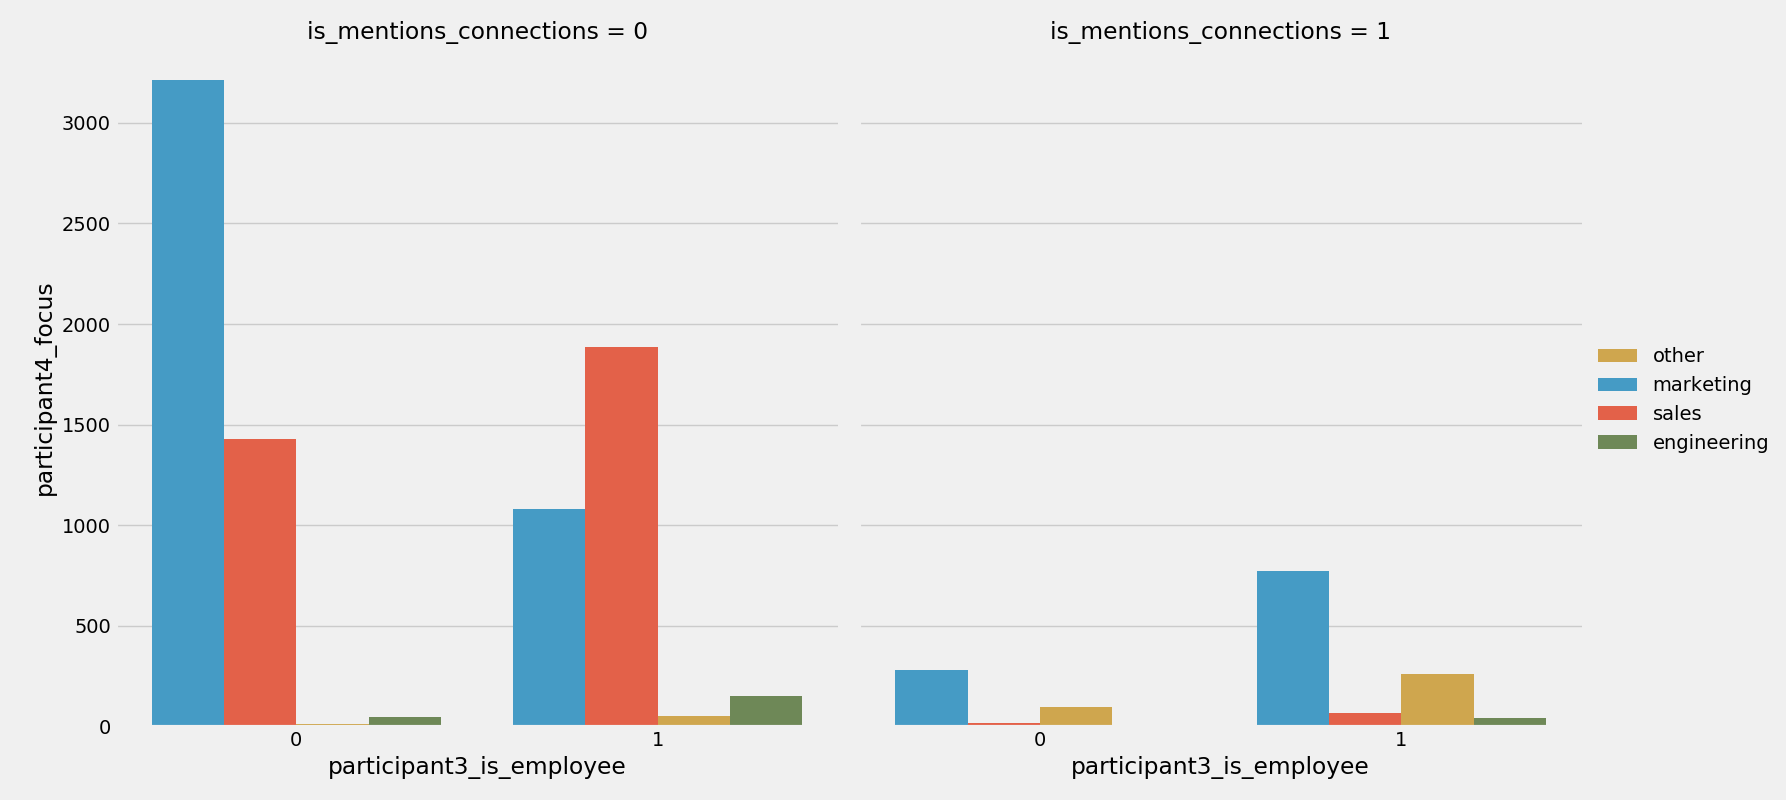 is_mentions_connections = 0
is_mentions_connections = 1
participant4_focus
3000
2500
2000
1500
1000
500
0
0
1
0
1
participant3_is_employee
participant3_is_employee
other
marketing
sales
engineering